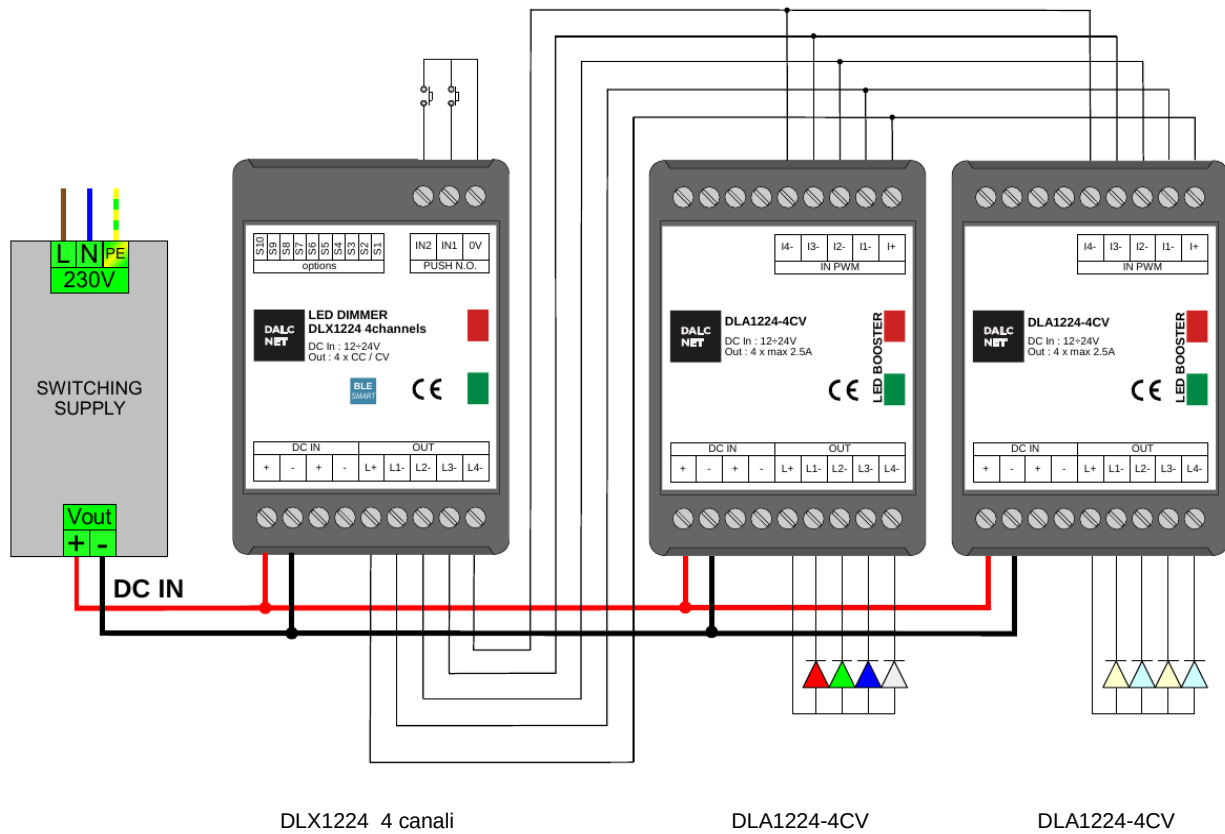 L N PE
230V
SWITCHING
SUPPLY
Vout
+ -
DC IN
S10 S9 S8 S7 S6 S5 S4 S3 S2 S1
options
IN2 IN1 0V
PUSH N.O.
DALC
NET
LED DIMMER
DLX1224 4channels
DC In : 12÷24V
Out : 4 x CC / CV
BLE
SMART
CE
DC IN OUT
+ - + - L+ L1- L2- L3- L4-
I4- I3- I2- I1- I+
IN PWM
DALC
NET
DLA1224-4CV
DC In : 12÷24V
Out : 4 x max 2.5A
CE
LED BOOSTER
DC IN OUT
+ - + - L+ L1- L2- L3- L4-
I4- I3- I2- I1- I+
IN PWM
DALC
NET
DLA1224-4CV
DC In : 12÷24V
Out : 4 x max 2.5A
CE
LED BOOSTER
DC IN OUT
+ - + - L+ L1- L2- L3- L4-
DLX1224 4 canali
DLA1224-4CV
DLA1224-4CV